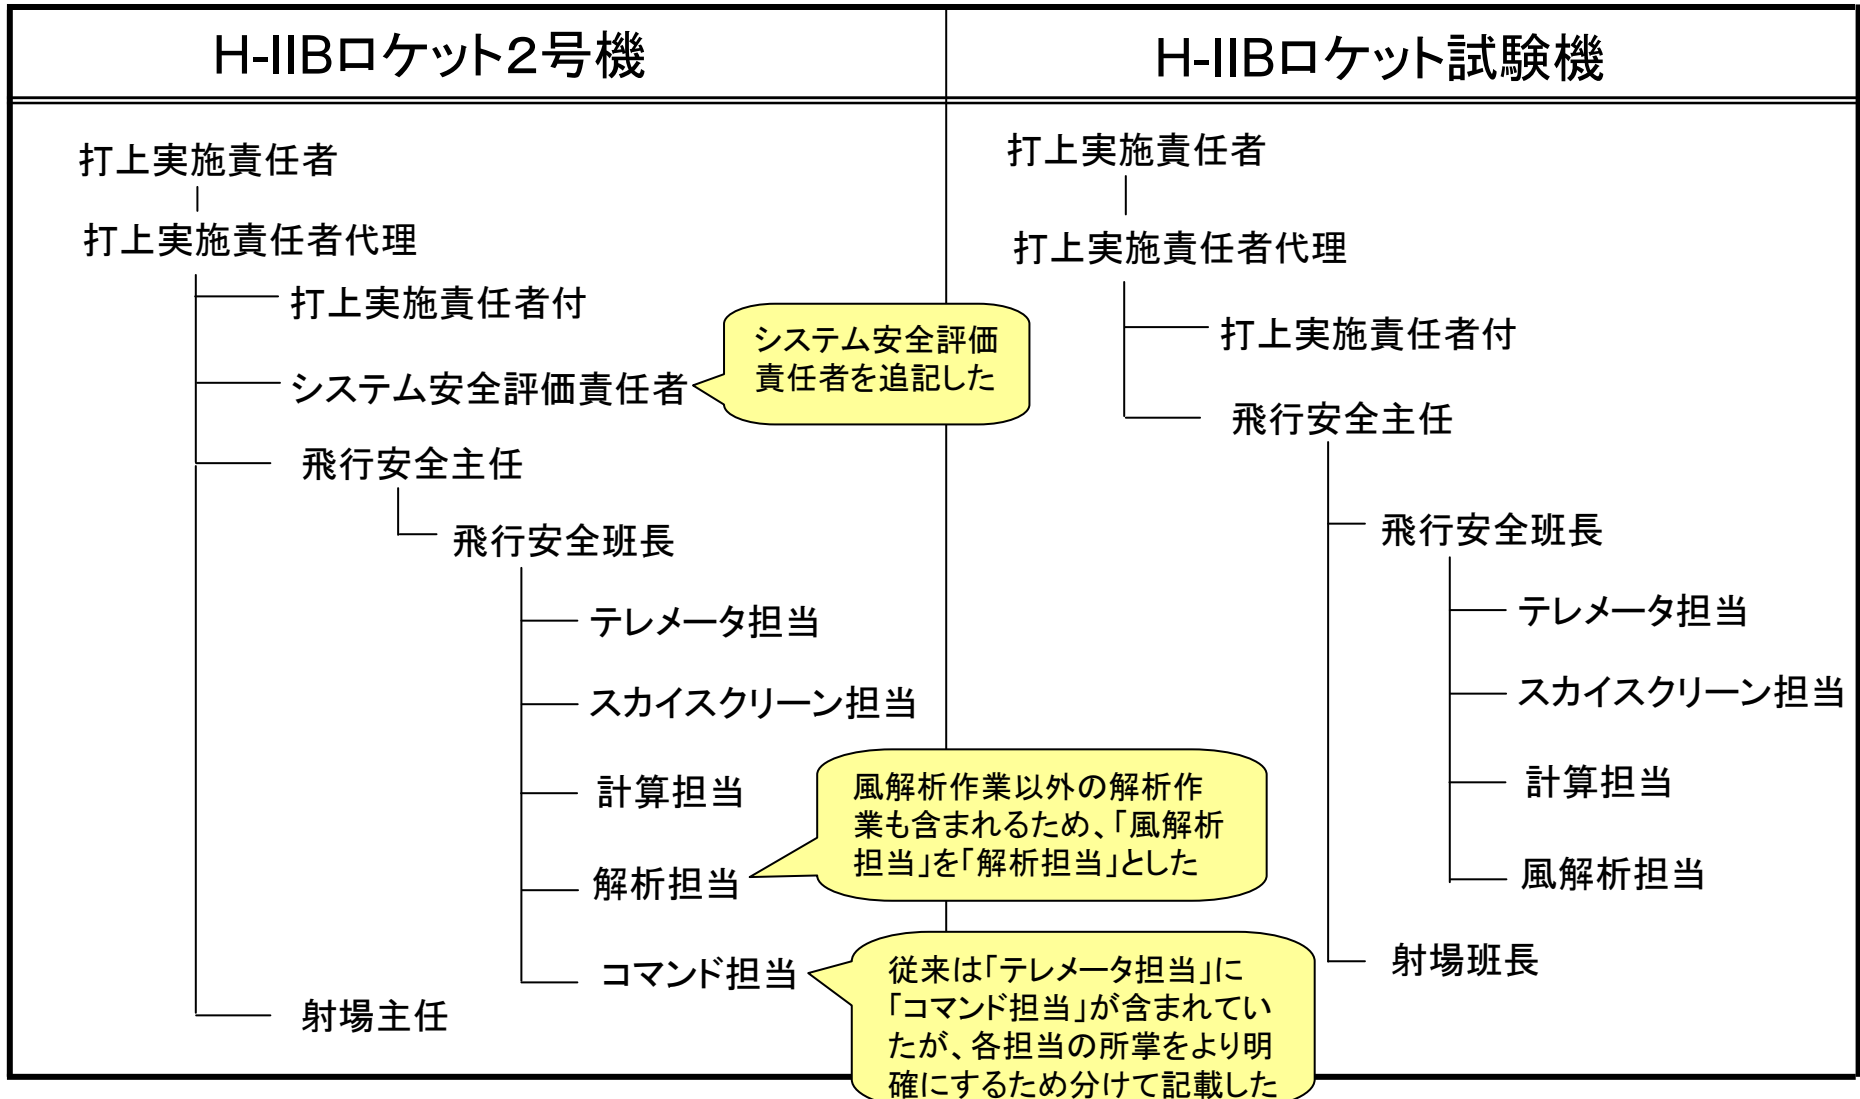 H-IIBロケット２号機
打上実施責任者
打上実施責任者代理
打上実施責任者付
システム安全評価責任者
システム安全評価
責任者を追記した
飛行安全主任
飛行安全班長
テレメータ担当
スカイスクリーン担当
計算担当
解析担当
風解析作業以外の解析作
業も含まれるため、「風解析
担当」を「解析担当」とした
コマンド担当
従来は「テレメータ担当」に
「コマンド担当」が含まれてい
たが、各担当の所掌をより明
確にするため分けて記載した
射場主任
H-IIBロケット試験機
打上実施責任者
打上実施責任者代理
打上実施責任者付
飛行安全主任
飛行安全班長
テレメータ担当
スカイスクリーン担当
計算担当
風解析担当
射場班長